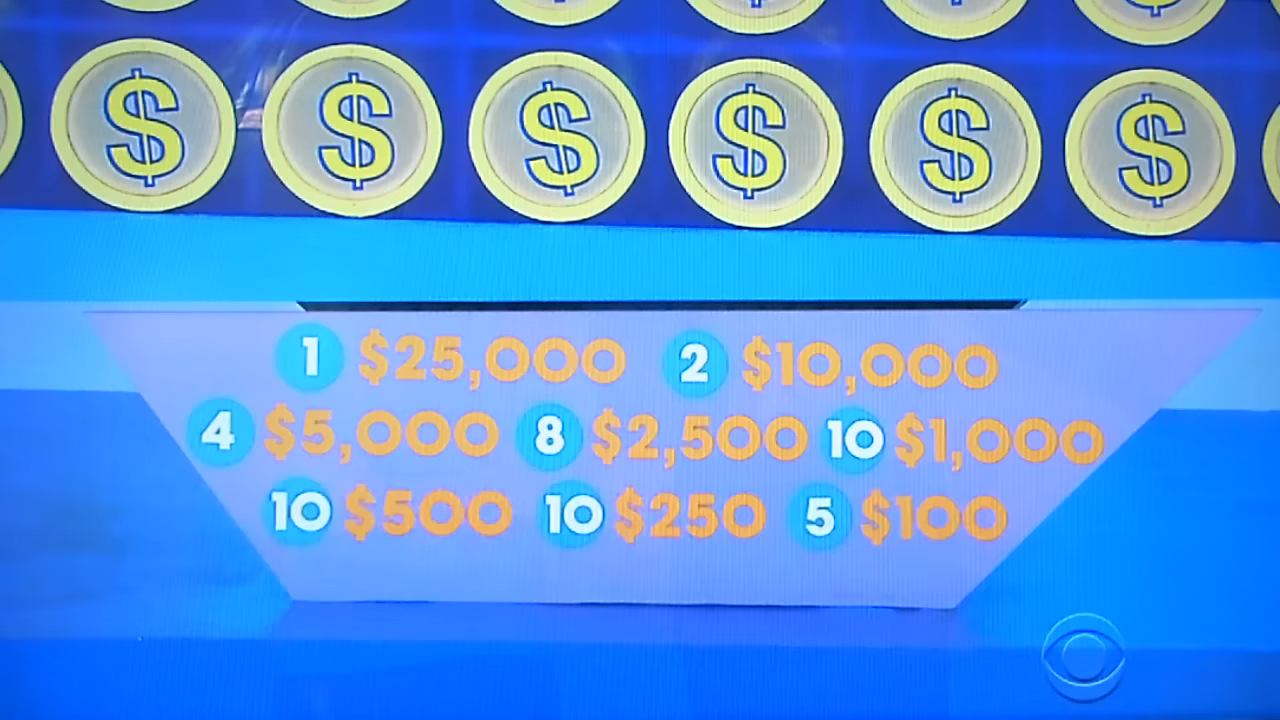 $ $ $ $ $ $
1 $25,000 2 $10,000
4 $5,000 8 $2,500 10 $1,000
10 $500 10 $250 5 $100